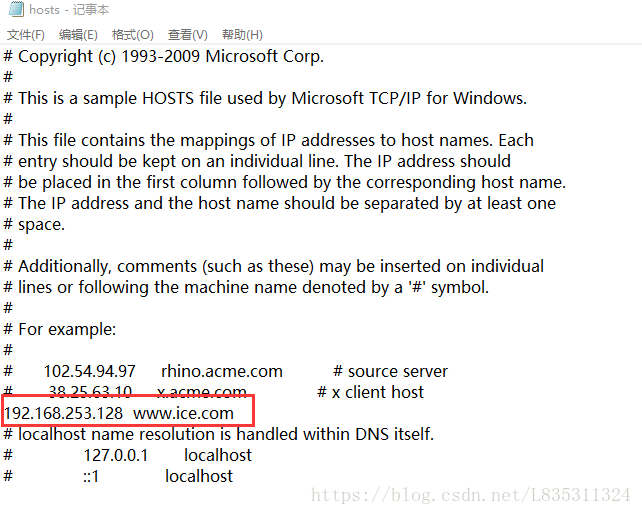 hosts - 记事本
文件(F) 编辑(E) 格式(O) 查看(V) 帮助(H)
# Copyright (c) 1993-2009 Microsoft Corp.
#
# This is a sample HOSTS file used by Microsoft TCP/IP for Windows.
#
# This file contains the mappings of IP addresses to host names. Each
# entry should be kept on an individual line. The IP address should
# be placed in the first column followed by the corresponding host name.
# The IP address and the host name should be separated by at least one
# space.
#
# Additionally, comments (such as these) may be inserted on individual
# lines or following the machine name denoted by a '#' symbol.
#
# For example:
#
# 102.54.94.97 rhino.acme.com # source server
# 38.25.63.10 x.acme.com # x client host
192.168.253.128 www.ice.com
# localhost name resolution is handled within DNS itself.
# 127.0.0.1 localhost
# ::1 localhost
https://blog.csdn.net/L835311324